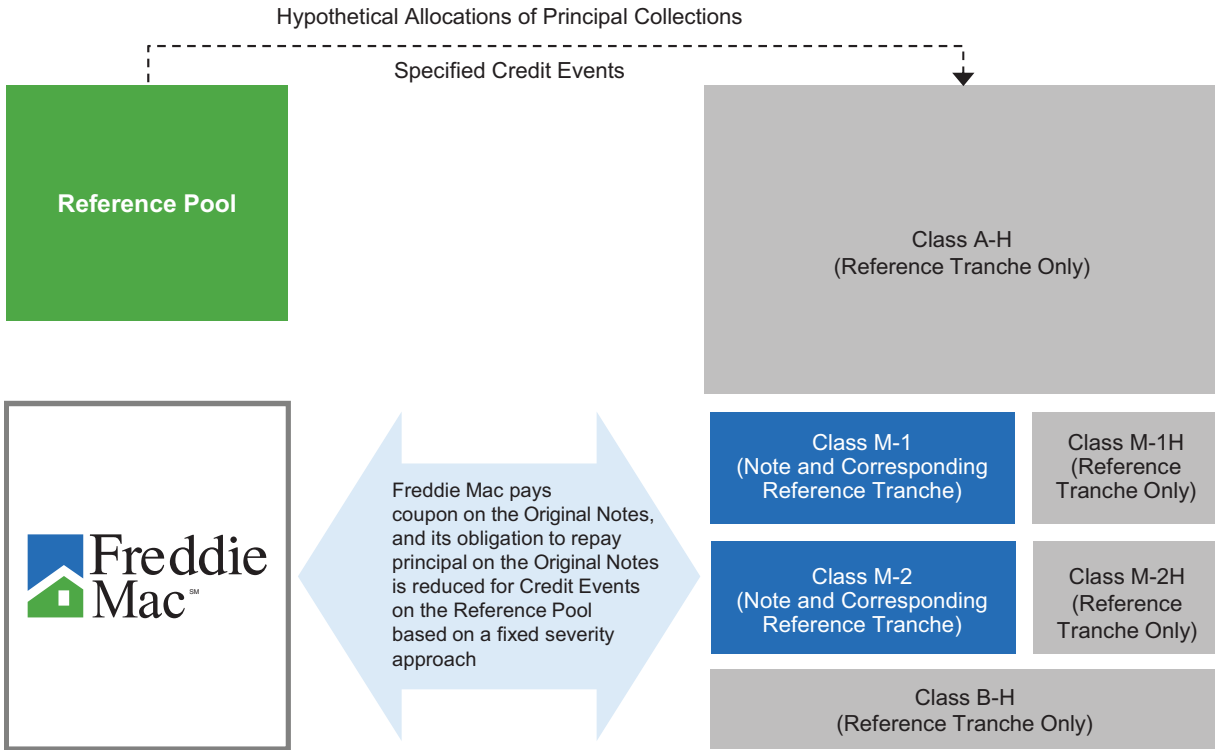 Hypothetical Allocations of Principal Collections
Specified Credit Events
Reference Pool
Class A-H
(Reference Tranche Only)
Freddie
Mac SM
Freddie Mac pays
coupon on the Original Notes,
and its obligation to repay
principal on the Original Notes
is reduced for Credit Events
on the Reference Pool
based on a fixed severity
approach
Class M-1
(Note and Corresponding
Reference Tranche)
Class M-1H
(Reference
Tranche Only)
Class M-2
(Note and Corresponding
Reference Tranche)
Class M-2H
(Reference
Tranche Only)
Class B-H
(Reference Tranche Only)